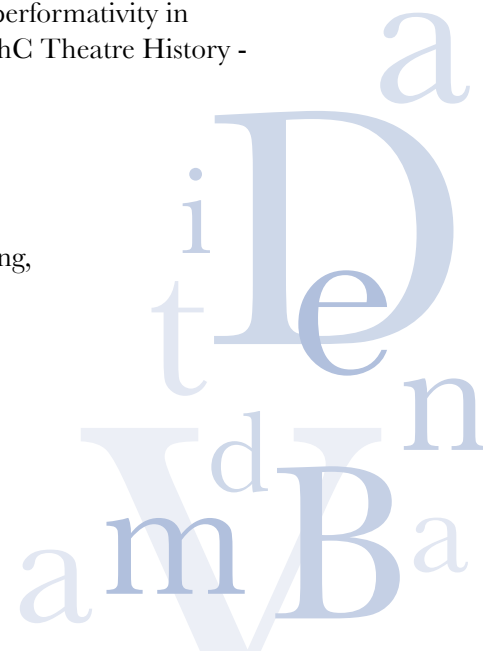 performativity in
hC Theatre History -
ng,
a
D
i
e
t
n
d
V
B
m
a
a